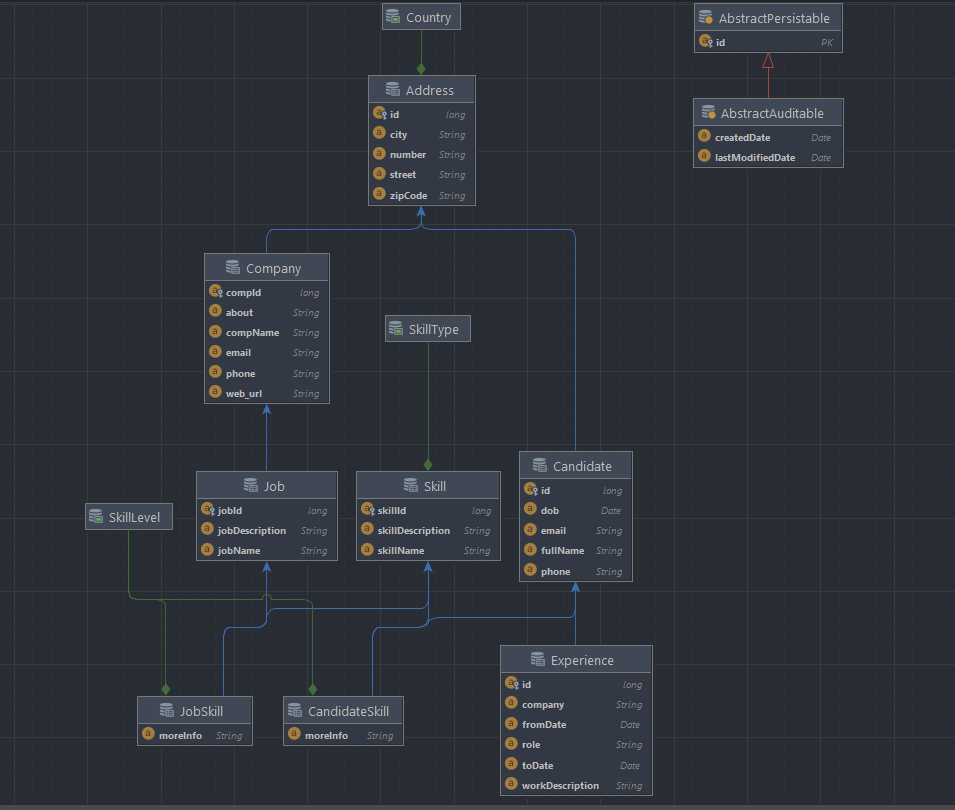 Country
AbstractPersistable
id PK
Address
id long
city String
number String
street String
zipCode String
AbstractAuditable
createdDate Date
lastModifiedDate Date
Company
compId long
about String
compName String
email String
phone String
web_url String
SkillType
Job
jobId long
jobDescription String
jobName String
Skill
skillId long
skillDescription String
skillName String
Candidate
id long
dob Date
email String
fullName String
phone String
SkillLevel
Experience
id long
company String
fromDate Date
role String
toDate Date
workDescription String
JobSkill
moreInfo String
CandidateSkill
moreInfo String